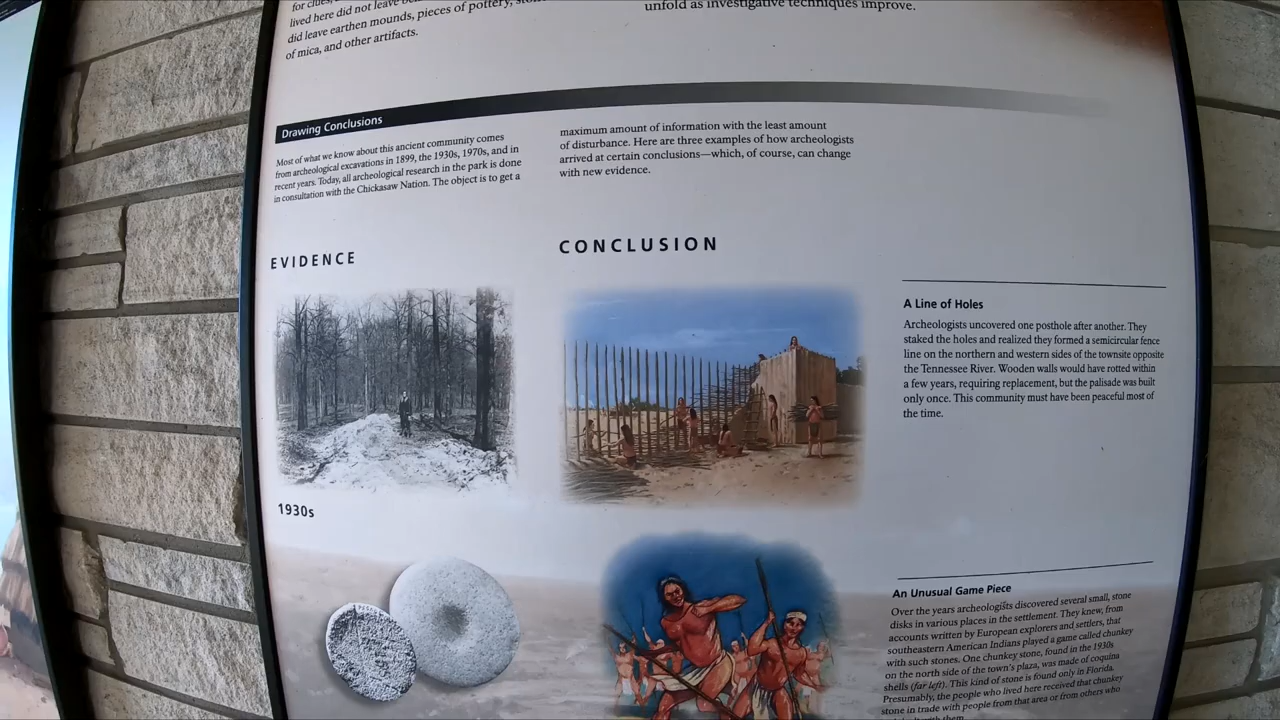 for clues,
lived here did not leave
did leave earthen mounds, pieces of pottery,
of mica, and other artifacts.
unfold as investigative techniques improve.
Drawing Conclusions
Most of what we know about this ancient community comes
from archeological excavations in 1899, the 1930s, 1970s, and in
recent years. Today, all archeological research in the park is done
in consultation with the Chickasaw Nation. The object is to get a
maximum amount of information with the least amount
of disturbance. Here are three examples of how archeologists
arrived at certain conclusions—which, of course, can change
with new evidence.
EVIDENCE
CONCLUSION
A Line of Holes
Archeologists uncovered one posthole after another. They
staked the holes and realized they formed a semicircular fence
line on the northern and western sides of the townsite opposite
the Tennessee River. Wooden walls would have rotted within
a few years, requiring replacement, but the palisade was built
only once. This community must have been peaceful most of
the time.
1930s
An Unusual Game Piece
Over the years archeologists discovered several small, stone
disks in various places in the settlement. They knew, from
accounts written by European explorers and settlers, that
southeastern American Indians played a game called chunkey
with such stones. One chunkey stone, found in the 1930s
on the north side of the town's plaza, was made of coquina
shells (far left). This kind of stone is found only in Florida.
Presumably, the people who lived here received that chunkey
stone in trade with people from that area or from others who
with them.